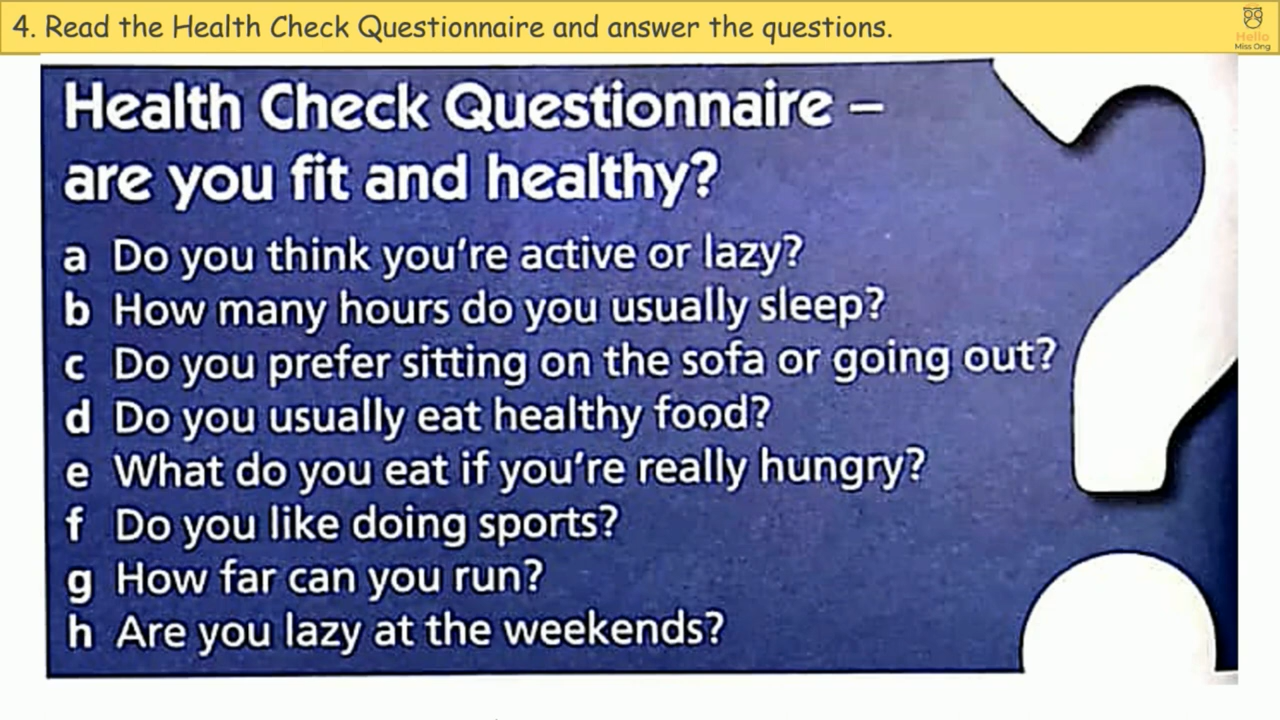 4. Read the Health Check Questionnaire and answer the questions.
Hello
Miss Ong
Health Check Questionnaire –
are you fit and healthy?
a Do you think you're active or lazy?
b How many hours do you usually sleep?
c Do you prefer sitting on the sofa or going out?
d Do you usually eat healthy food?
e What do you eat if you're really hungry?
f Do you like doing sports?
g How far can you run?
h Are you lazy at the weekends?